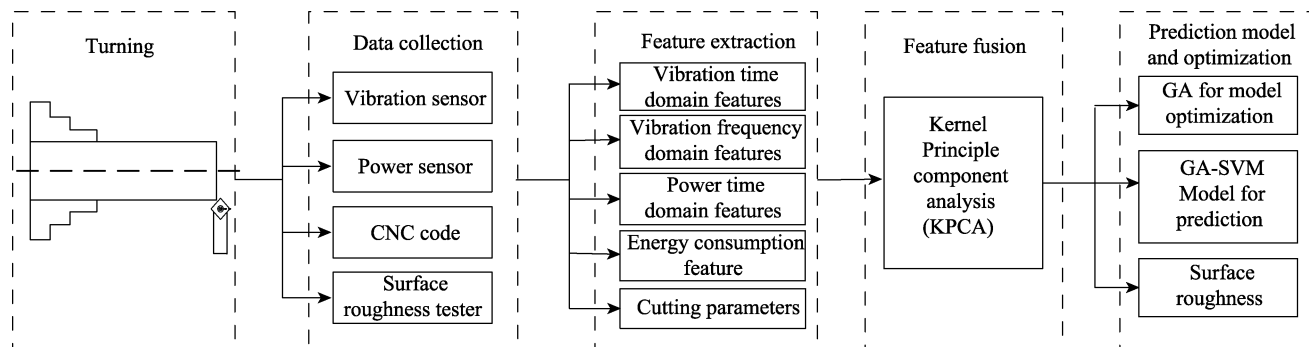 Turning
Data collection
Vibration sensor
Power sensor
CNC code
Surface
roughness tester
Feature extraction
Vibration time
domain features
Vibration frequency
domain features
Power time
domain features
Energy consumption
feature
Cutting parameters
Feature fusion
Kernel
Principle
component
analysis
(KPCA)
Prediction model
and optimization
GA for model
optimization
GA-SVM
Model for
prediction
Surface
roughness